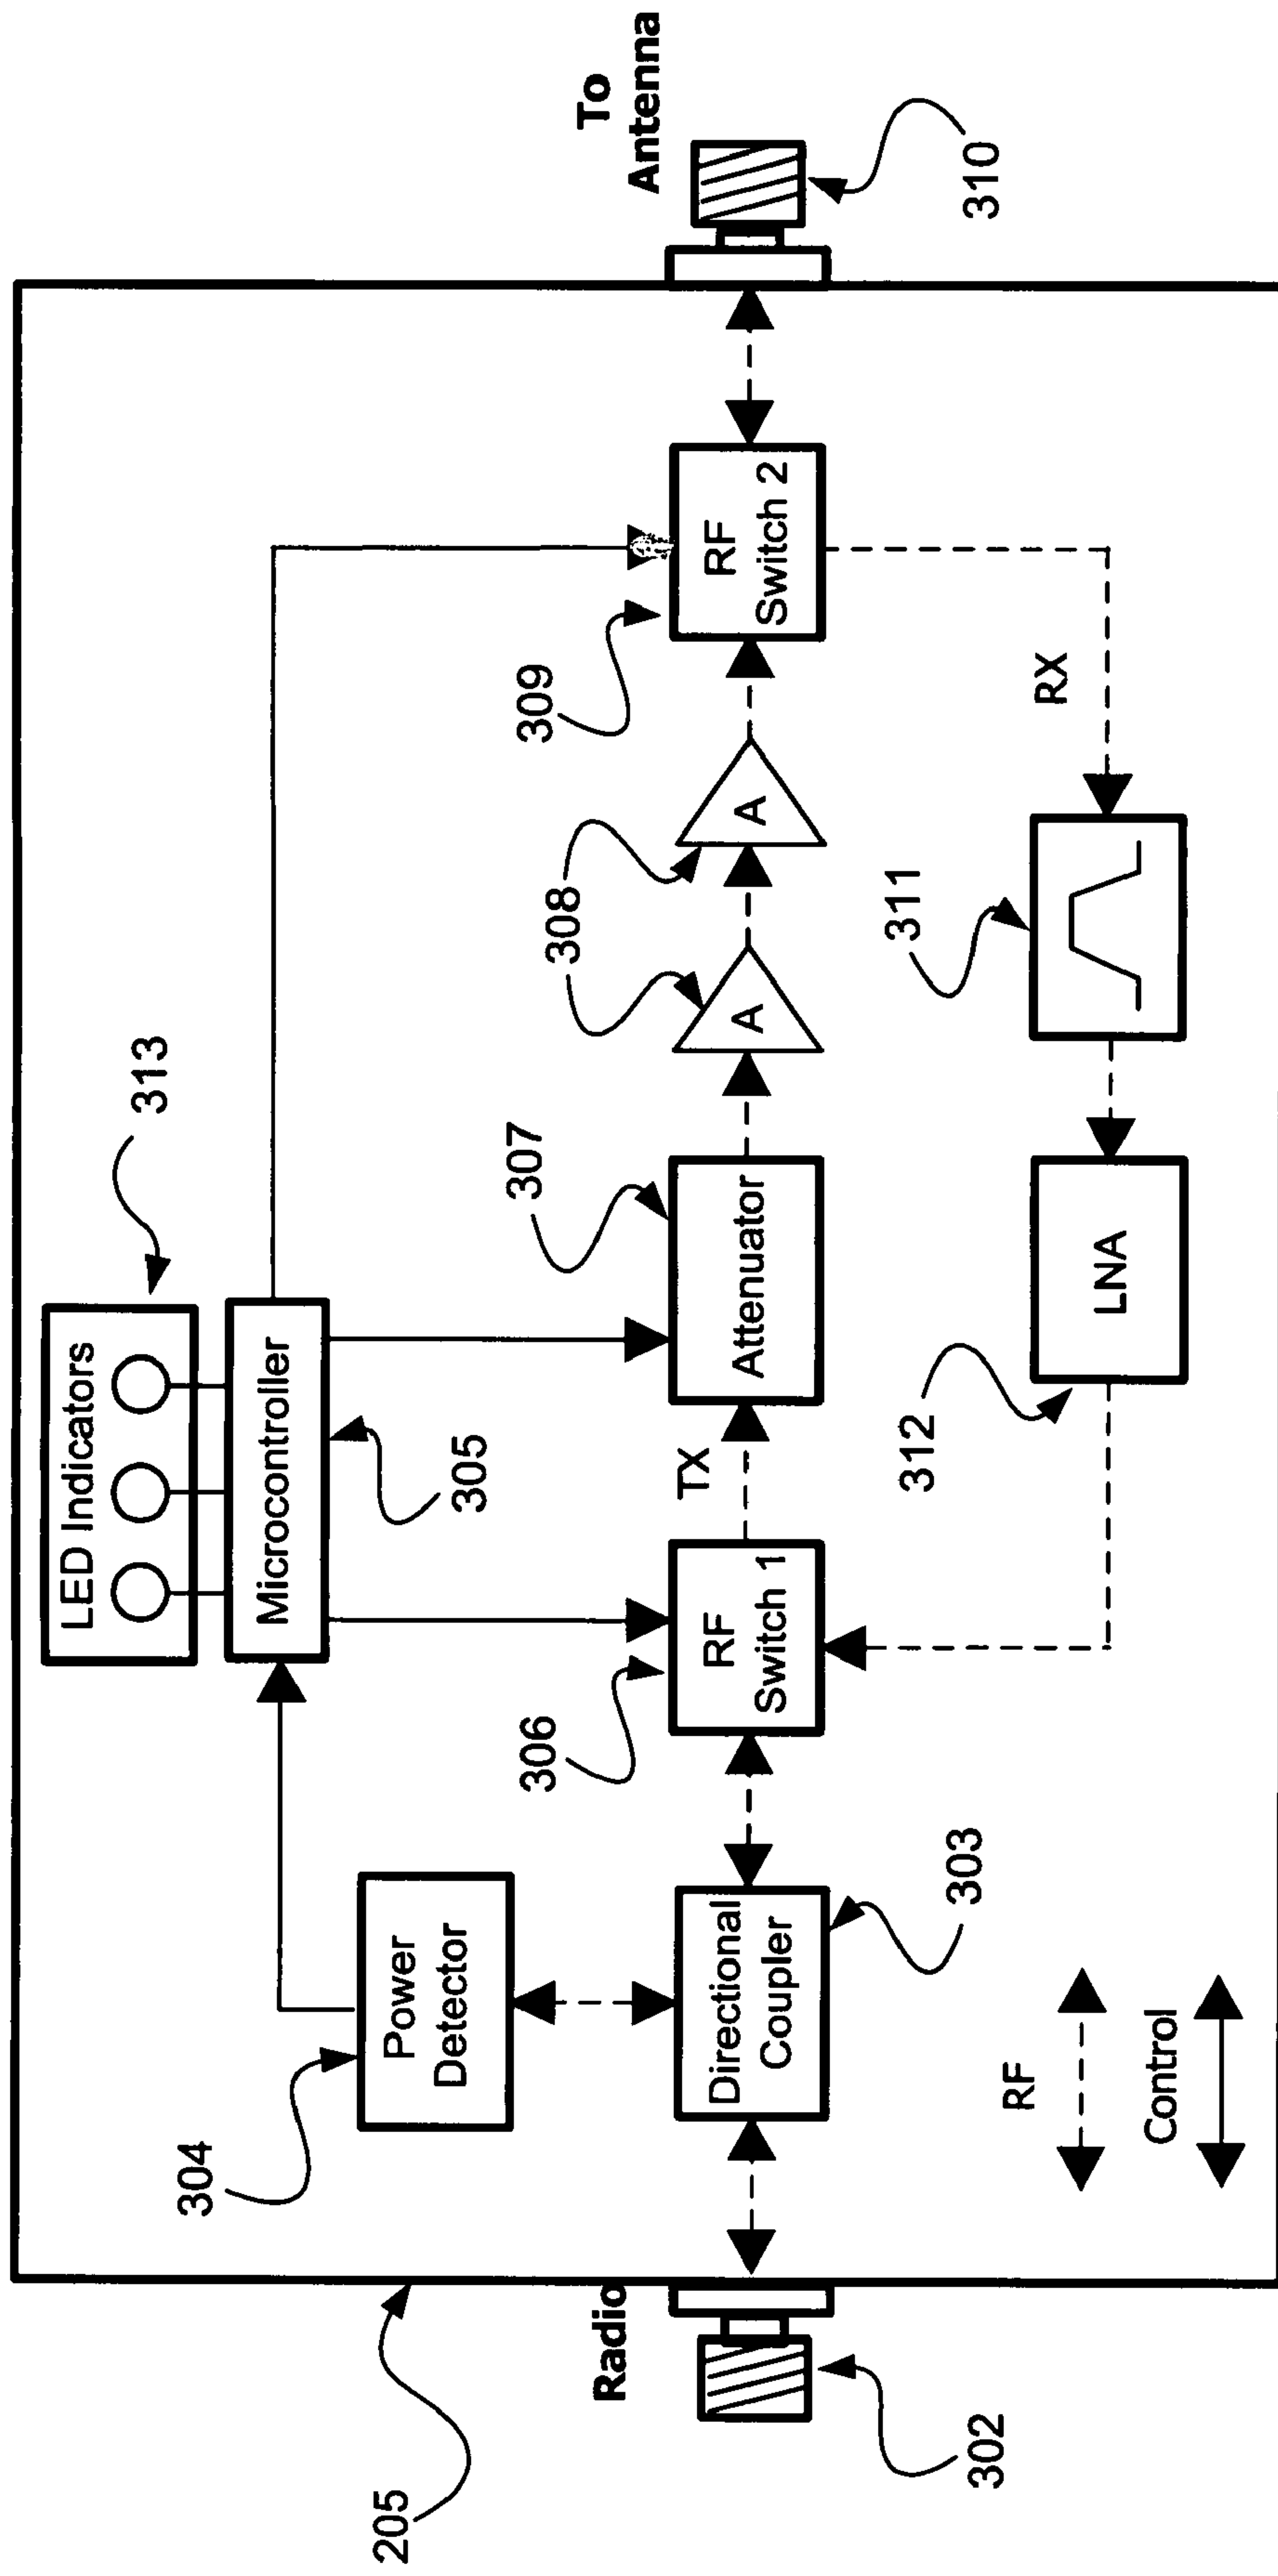 LED Indicators
313
Microcontroller
305
304
Power
Detector
205
Radio
302
Directional
Coupler
303
306
RF
Switch 1
TX
307
Attenuator
308
A
A
309
RF
Switch 2
To
Antenna
310
RX
311
312
LNA
RF
Control